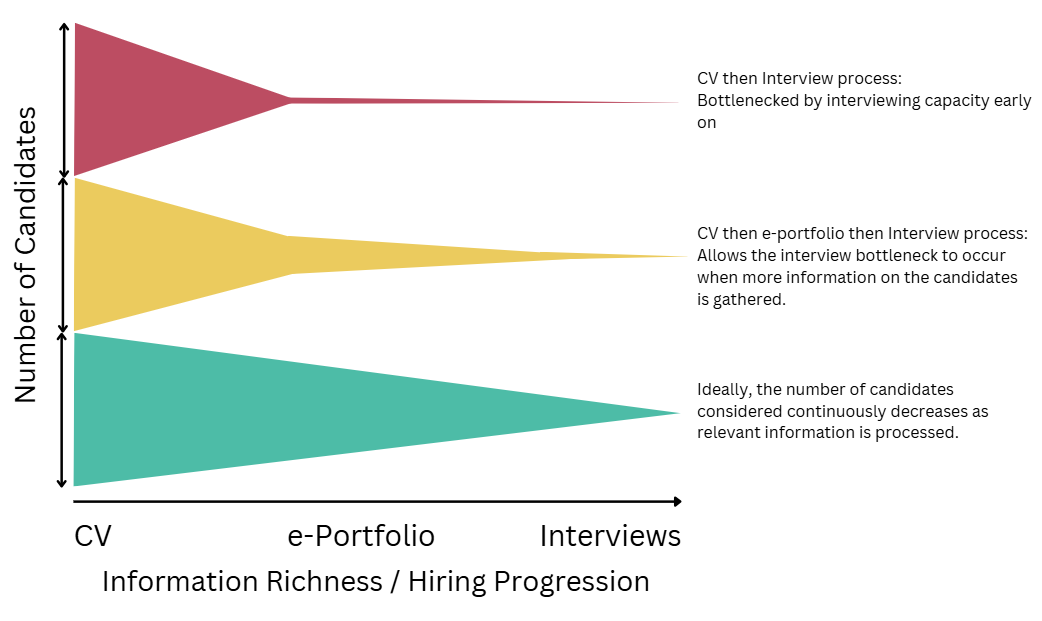 Number of Candidates
CV then Interview process:
Bottlenecked by interviewing capacity early
on
CV then e-portfolio then Interview process:
Allows the interview bottleneck to occur
when more information on the candidates
is gathered.
Ideally, the number of candidates
considered continuously decreases as
relevant information is processed.
CV
e-Portfolio
Interviews
Information Richness / Hiring Progression